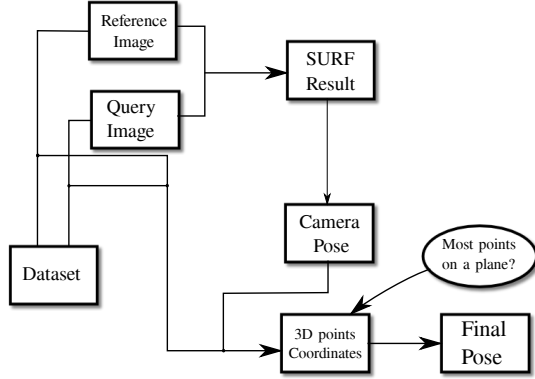 Reference
Image
SURF
Result
Query
Image
Camera
Pose
Most points
on a plane?
Dataset
3D points
Coordinates
Final
Pose